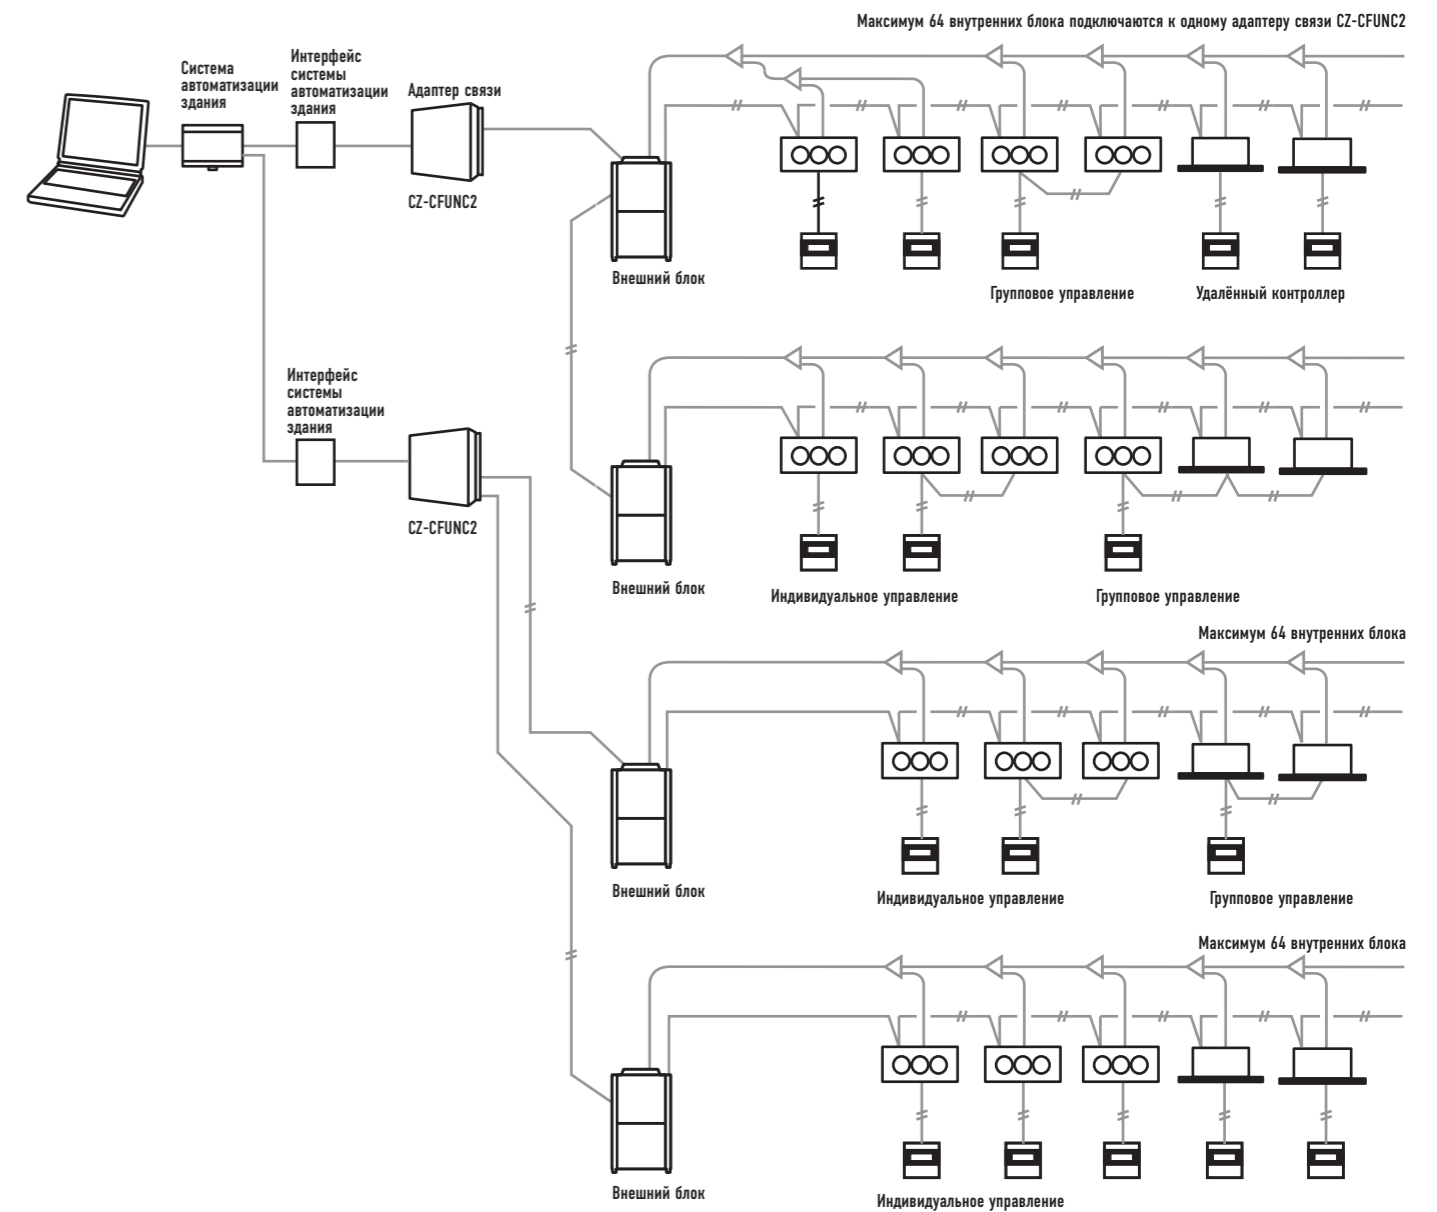 Максимум 64 внутренних блока подключаются к одному адаптеру связи CZ-CFUNC2
Система
автоматизации
здания
Интерфейс
системы
автоматизации
здания
Адаптер связи
CZ-CFUNC2
Внешний блок
Групповое управление
Удалённый контроллер
Интерфейс
системы
автоматизации
здания
CZ-CFUNC2
Внешний блок
Индивидуальное управление
Групповое управление
Максимум 64 внутренних блока
Внешний блок
Индивидуальное управление
Групповое управление
Максимум 64 внутренних блока
Внешний блок
Индивидуальное управление